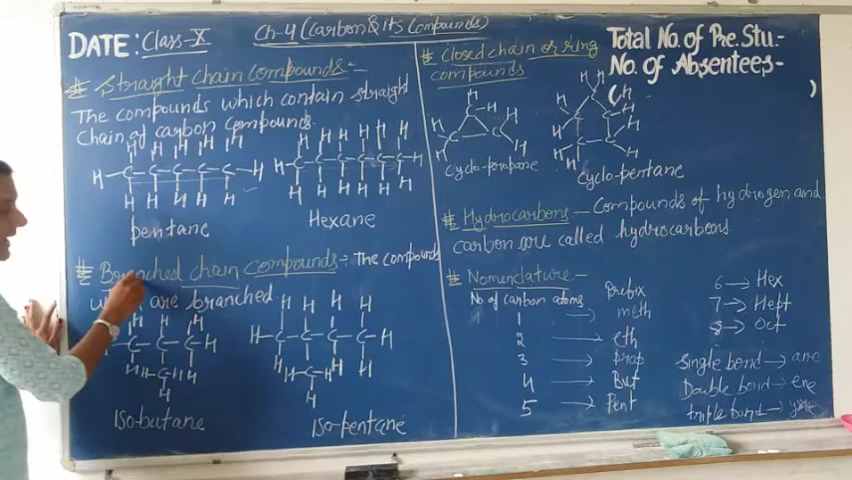 DATE: Class-X
Ch-4 (Carbon & Its Compounds)
Total No. of Pre. Stu.-
No. of Absentees-
( )
# Straight Chain Compounds :-
The compounds which contain straight
chain of carbon compounds.
H H H H H
H-C-C-C-C-C-H
H H H H H
pentane
H H H H H H
H-C-C-C-C-C-C-H
H H H H H H
Hexane
# Branched chain Compounds :- The compounds
are branched.
H H H
C-C-C-H
H H
H-C-H
H
Iso-butane
H H H H
H-C-C-C-C-H
H H H
H-C-H
H
Iso-pentane
# Closed chain or ring
compounds
H H H H H H
C C C
Cyclo-propane
H H H H H H H H H H
C C C C C
Cyclo-pentane
# Hydrocarbons - Compounds of hydrogen and
carbon are called hydrocarbons.
# Nomenclature -
No of carbon atoms prefix
1 → meth
2 → eth
3 → prop
4 → But
5 → Pent
6 → Hex
7 → Hept
8 → Oct
Single bond → ane
Double bond → ene
triple bond → yne